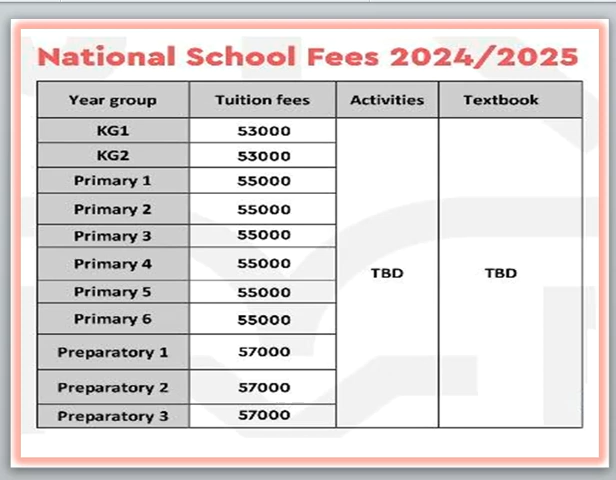 National School Fees 2024/2025
Year group Tuition fees Activities Textbook
KG1 53000
KG2 53000
Primary 1 55000
Primary 2 55000
Primary 3 55000
Primary 4 55000
TBD TBD
Primary 5 55000
Primary 6 55000
Preparatory 1 57000
Preparatory 2 57000
Preparatory 3 57000